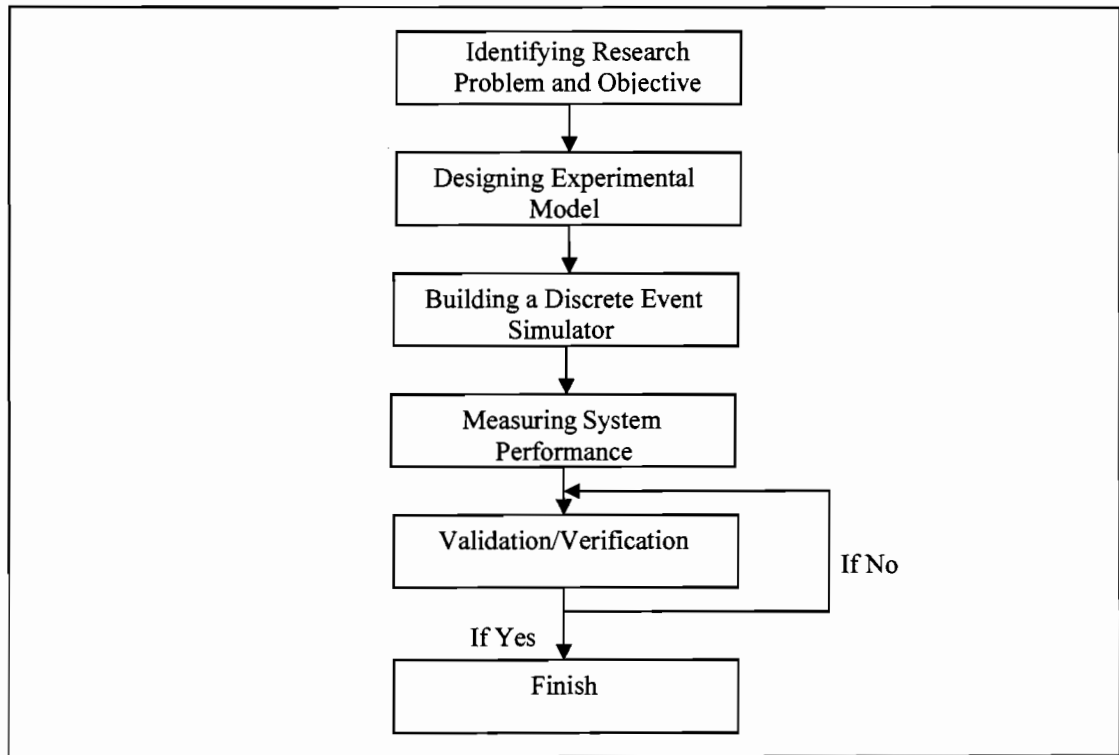 Identifying Research
Problem and Objective
Designing Experimental
Model
Building a Discrete Event
Simulator
Measuring System
Performance
Validation/Verification
If No
If Yes
Finish